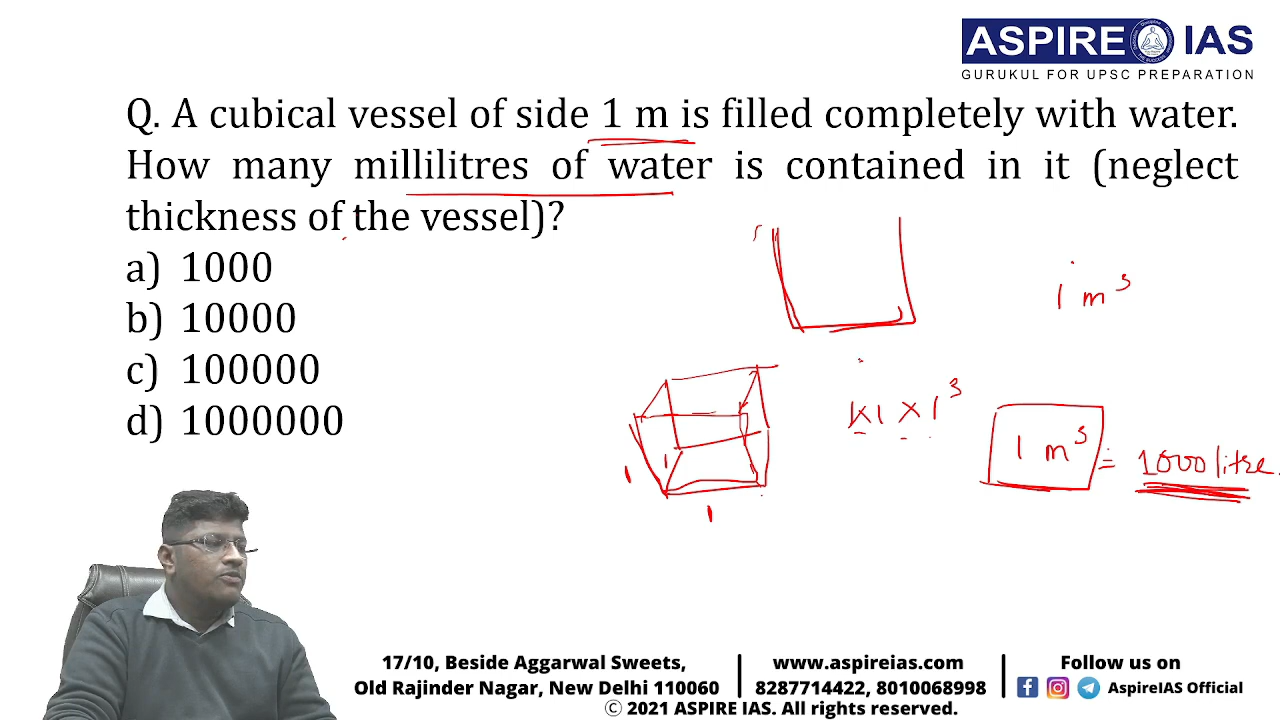 ASPIRE IAS
GURUKUL FOR UPSC PREPARATION
Q. A cubical vessel of side 1 m is filled completely with water.
How many millilitres of water is contained in it (neglect
thickness of the vessel)?
a) 1000
b) 10000
c) 100000
d) 1000000
1 m³
1×1×1³
1 m³ = 1000 litre.
1
1
1
17/10, Beside Aggarwal Sweets,
Old Rajinder Nagar, New Delhi 110060
www.aspireias.com
8287714422, 8010068998
Follow us on
AspireIAS Official
Ⓒ 2021 ASPIRE IAS. All rights reserved.